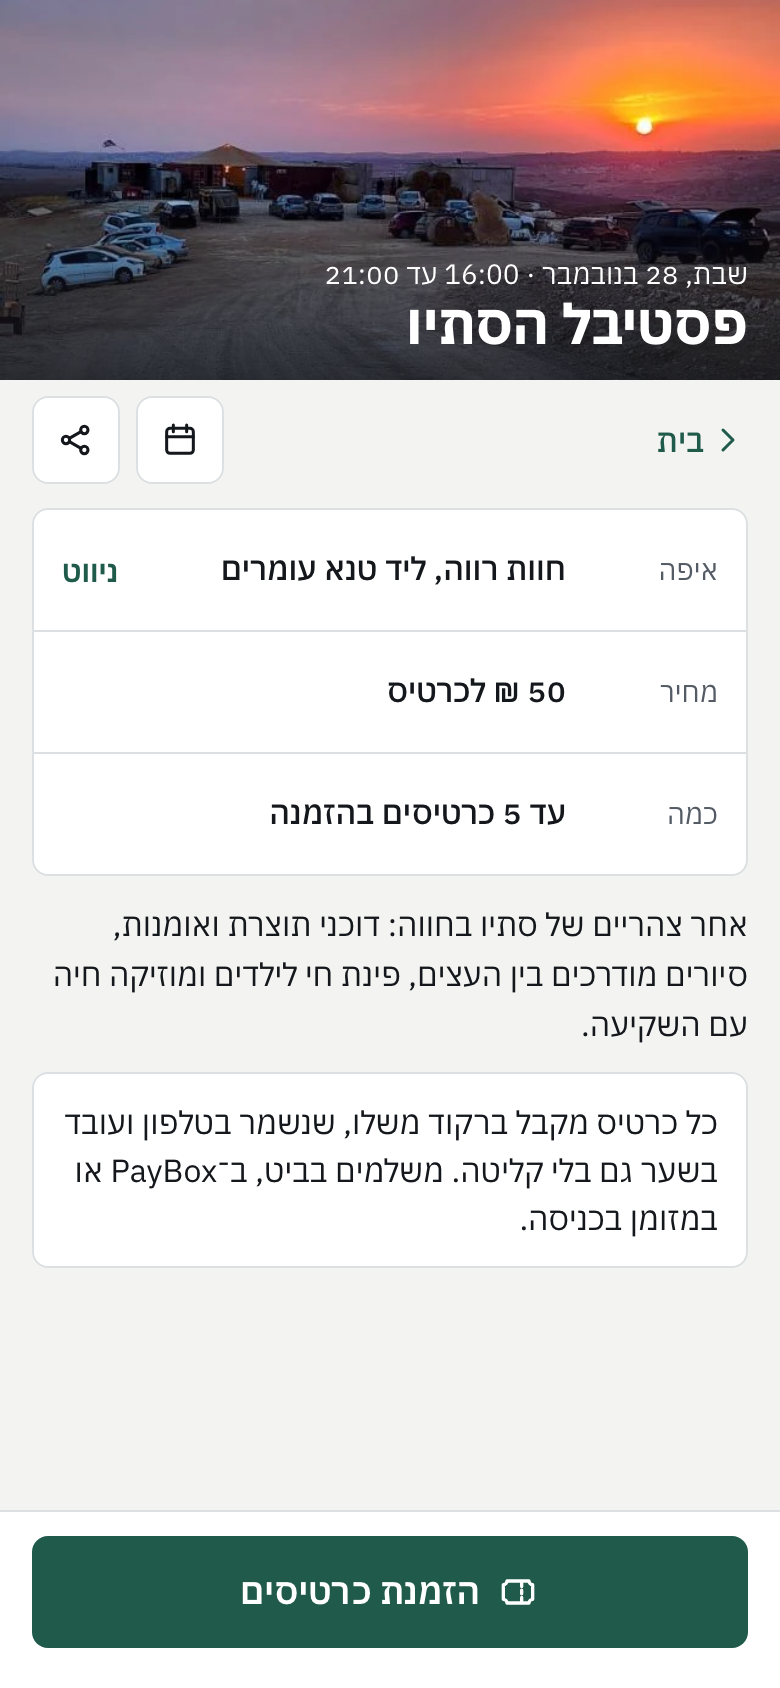 שבת, 28 בנובמבר · 16:00 עד 21:00
פסטיבל הסתיו
בית
איפה
חוות רווה, ליד טנא עומרים
ניווט
מחיר
50 ₪ לכרטיס
כמה
עד 5 כרטיסים בהזמנה
אחר צהריים של סתיו בחווה: דוכני תוצרת ואומנות,
סיורים מודרכים בין העצים, פינת חי לילדים ומוזיקה חיה
עם השקיעה.
כל כרטיס מקבל ברקוד משלו, שנשמר בטלפון ועובד
בשער גם בלי קליטה. משלמים בביט, ב־PayBox או
במזומן בכניסה.
הזמנת כרטיסים